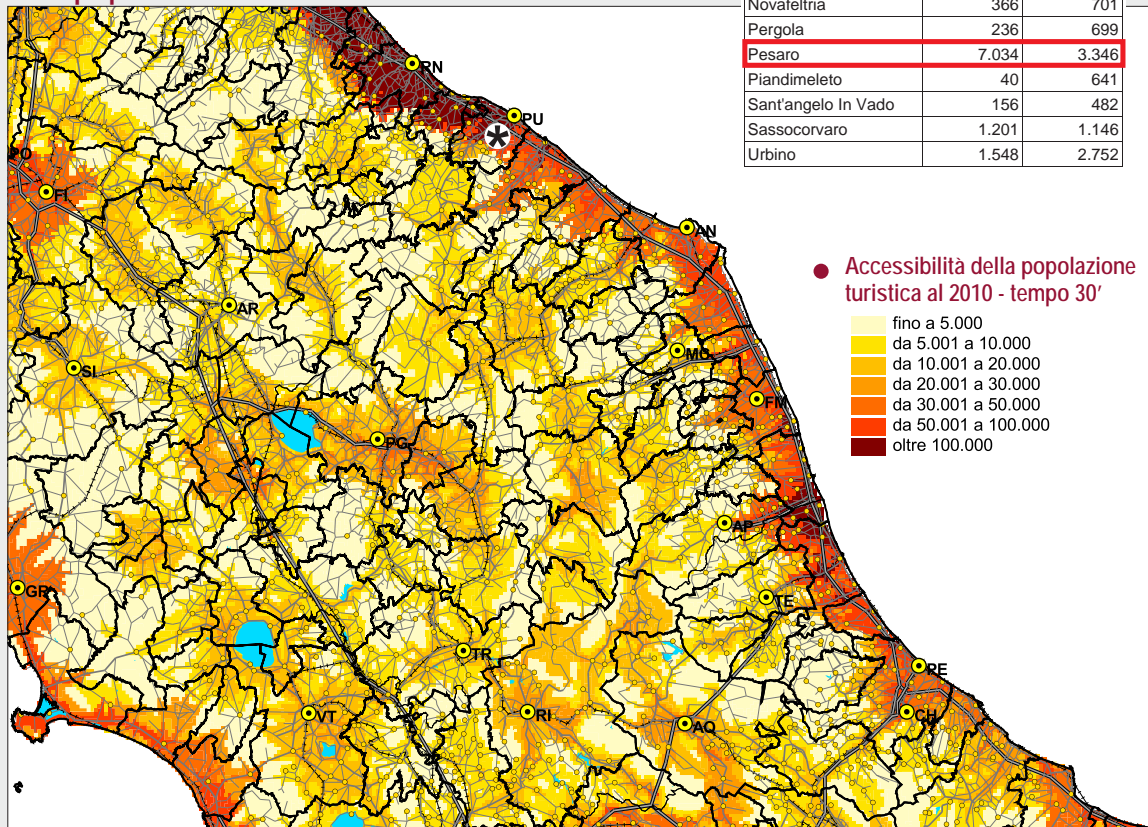 Novafeltria 366 701
Pergola 236 699
Pesaro 7.034 3.346
Piandimeleto 40 641
Sant'angelo In Vado 156 482
Sassocorvaro 1.201 1.146
Urbino 1.548 2.752
RN
PU
*
FI
AN
AR
MC
SI
FM
PG
AP
GR
TE
TR
PE
VT
RI
AQ
CH
● Accessibilità della popolazione
turistica al 2010 - tempo 30′
fino a 5.000
da 5.001 a 10.000
da 10.001 a 20.000
da 20.001 a 30.000
da 30.001 a 50.000
da 50.001 a 100.000
oltre 100.000